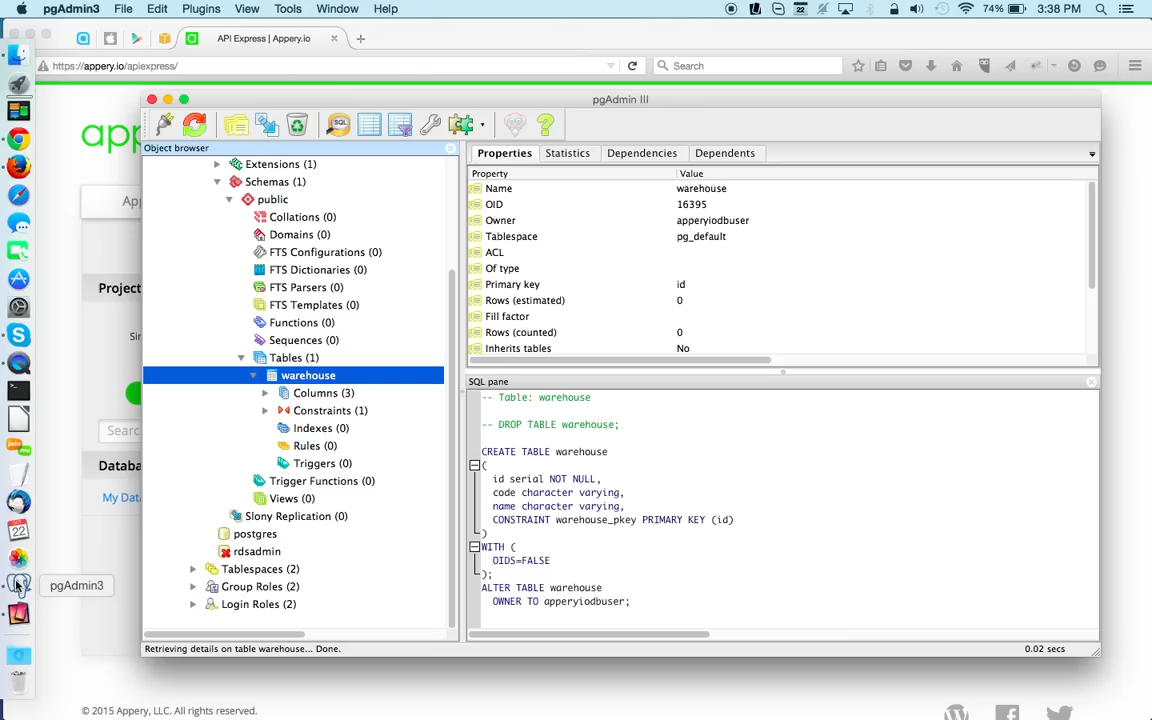 pgAdmin3 File Edit Plugins View Tools Window Help
22 74% 3:38 PM
API Express | Appery.io
https://appery.io/apiexpress/
Search
pgAdmin III
appe
Ap
Project
Sir
Searc
Databa
My Dat
Object browser
Extensions (1)
Schemas (1)
public
Collations (0)
Domains (0)
FTS Configurations (0)
FTS Dictionaries (0)
FTS Parsers (0)
FTS Templates (0)
Functions (0)
Sequences (0)
Tables (1)
warehouse
Columns (3)
Constraints (1)
Indexes (0)
Rules (0)
Triggers (0)
Trigger Functions (0)
Views (0)
Slony Replication (0)
postgres
rdsadmin
Tablespaces (2)
Group Roles (2)
Login Roles (2)
Properties Statistics Dependencies Dependents
Property Value
Name warehouse
OID 16395
Owner apperyiodbuser
Tablespace pg_default
ACL
Of type
Primary key id
Rows (estimated) 0
Fill factor
Rows (counted) 0
Inherits tables No
SQL pane
-- Table: warehouse
-- DROP TABLE warehouse;
CREATE TABLE warehouse
(
id serial NOT NULL,
code character varying,
name character varying,
CONSTRAINT warehouse_pkey PRIMARY KEY (id)
)
WITH (
OIDS=FALSE
);
ALTER TABLE warehouse
OWNER TO apperyiodbuser;
Retrieving details on table warehouse... Done. 0.02 secs
pgAdmin3
© 2015 Appery, LLC. All rights reserved.